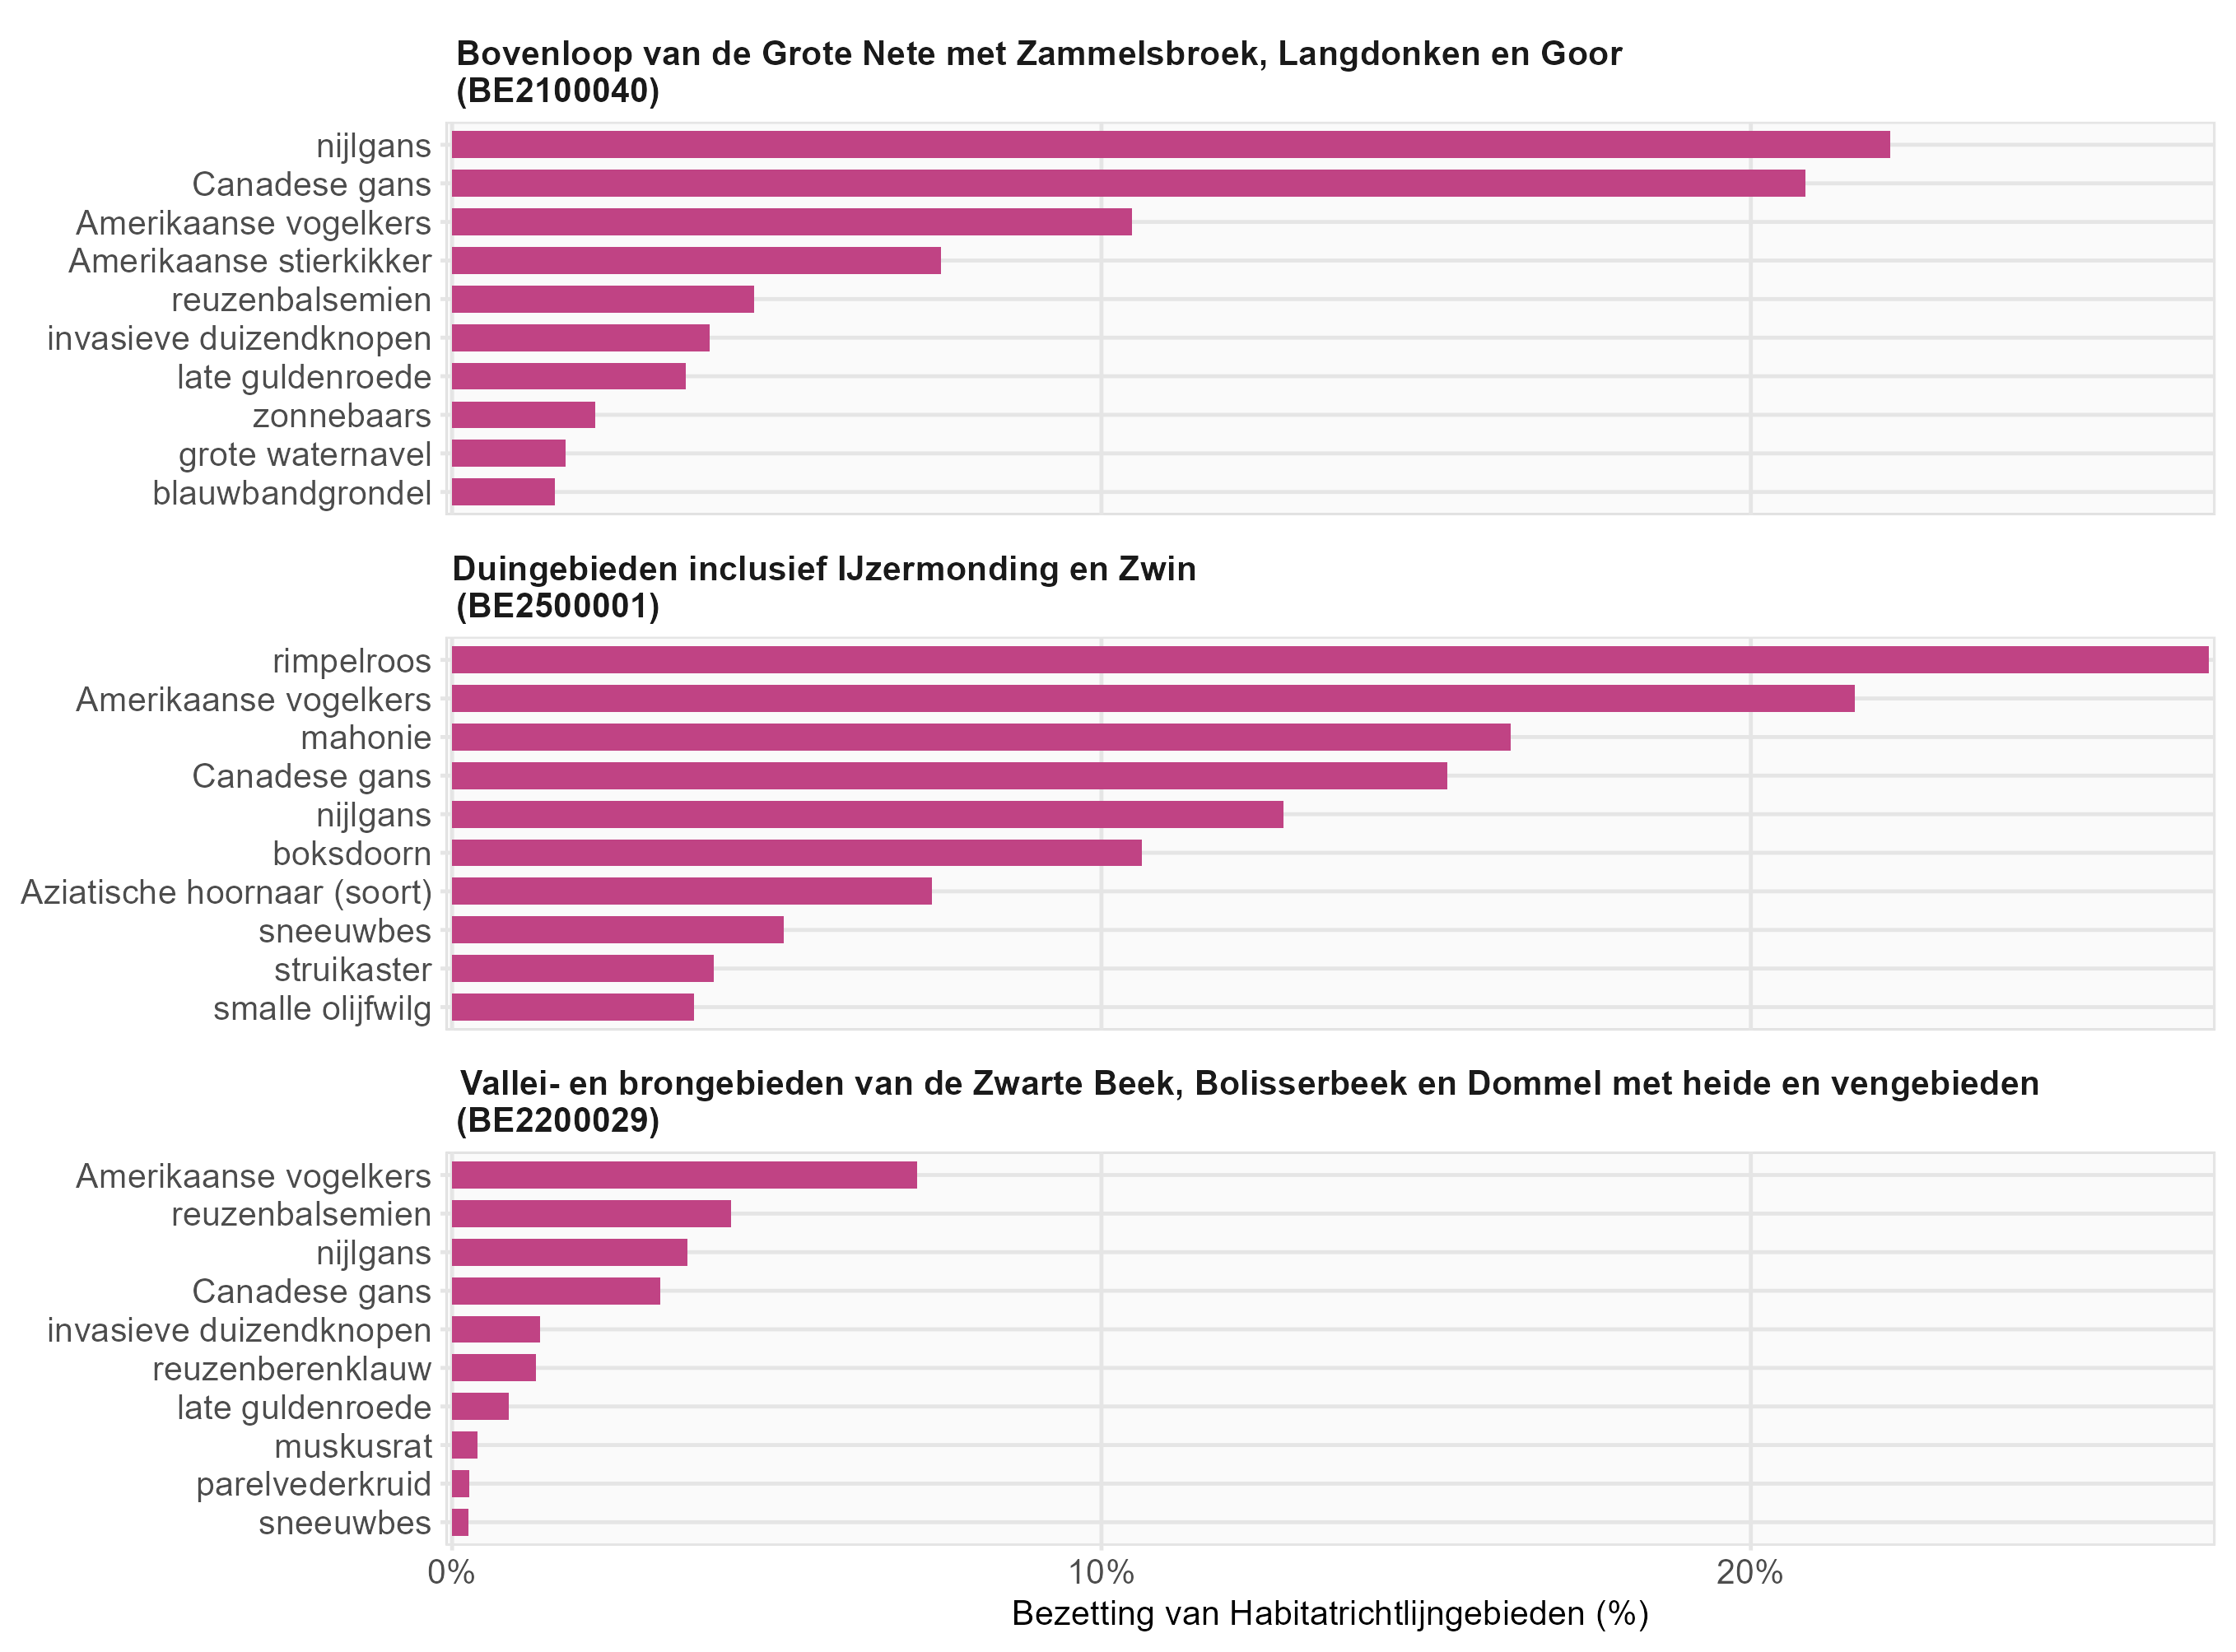 Bovenloop van de Grote Nete met Zammelsbroek, Langdonken en Goor
(BE2100040)
nijlgans
Canadese gans
Amerikaanse vogelkers
Amerikaanse stierkikker
reuzenbalsemien
invasieve duizendknopen
late guldenroede
zonnebaars
grote waternavel
blauwbandgrondel
Duingebieden inclusief IJzermonding en Zwin
(BE2500001)
rimpelroos
Amerikaanse vogelkers
mahonie
Canadese gans
nijlgans
boksdoorn
Aziatische hoornaar (soort)
sneeuwbes
struikaster
smalle olijfwilg
Vallei- en brongebieden van de Zwarte Beek, Bolisserbeek en Dommel met heide en vengebieden
(BE2200029)
Amerikaanse vogelkers
reuzenbalsemien
nijlgans
Canadese gans
invasieve duizendknopen
reuzenberenklauw
late guldenroede
muskusrat
parelvederkruid
sneeuwbes
0% 10% 20%
Bezetting van Habitatrichtlijngebieden (%)